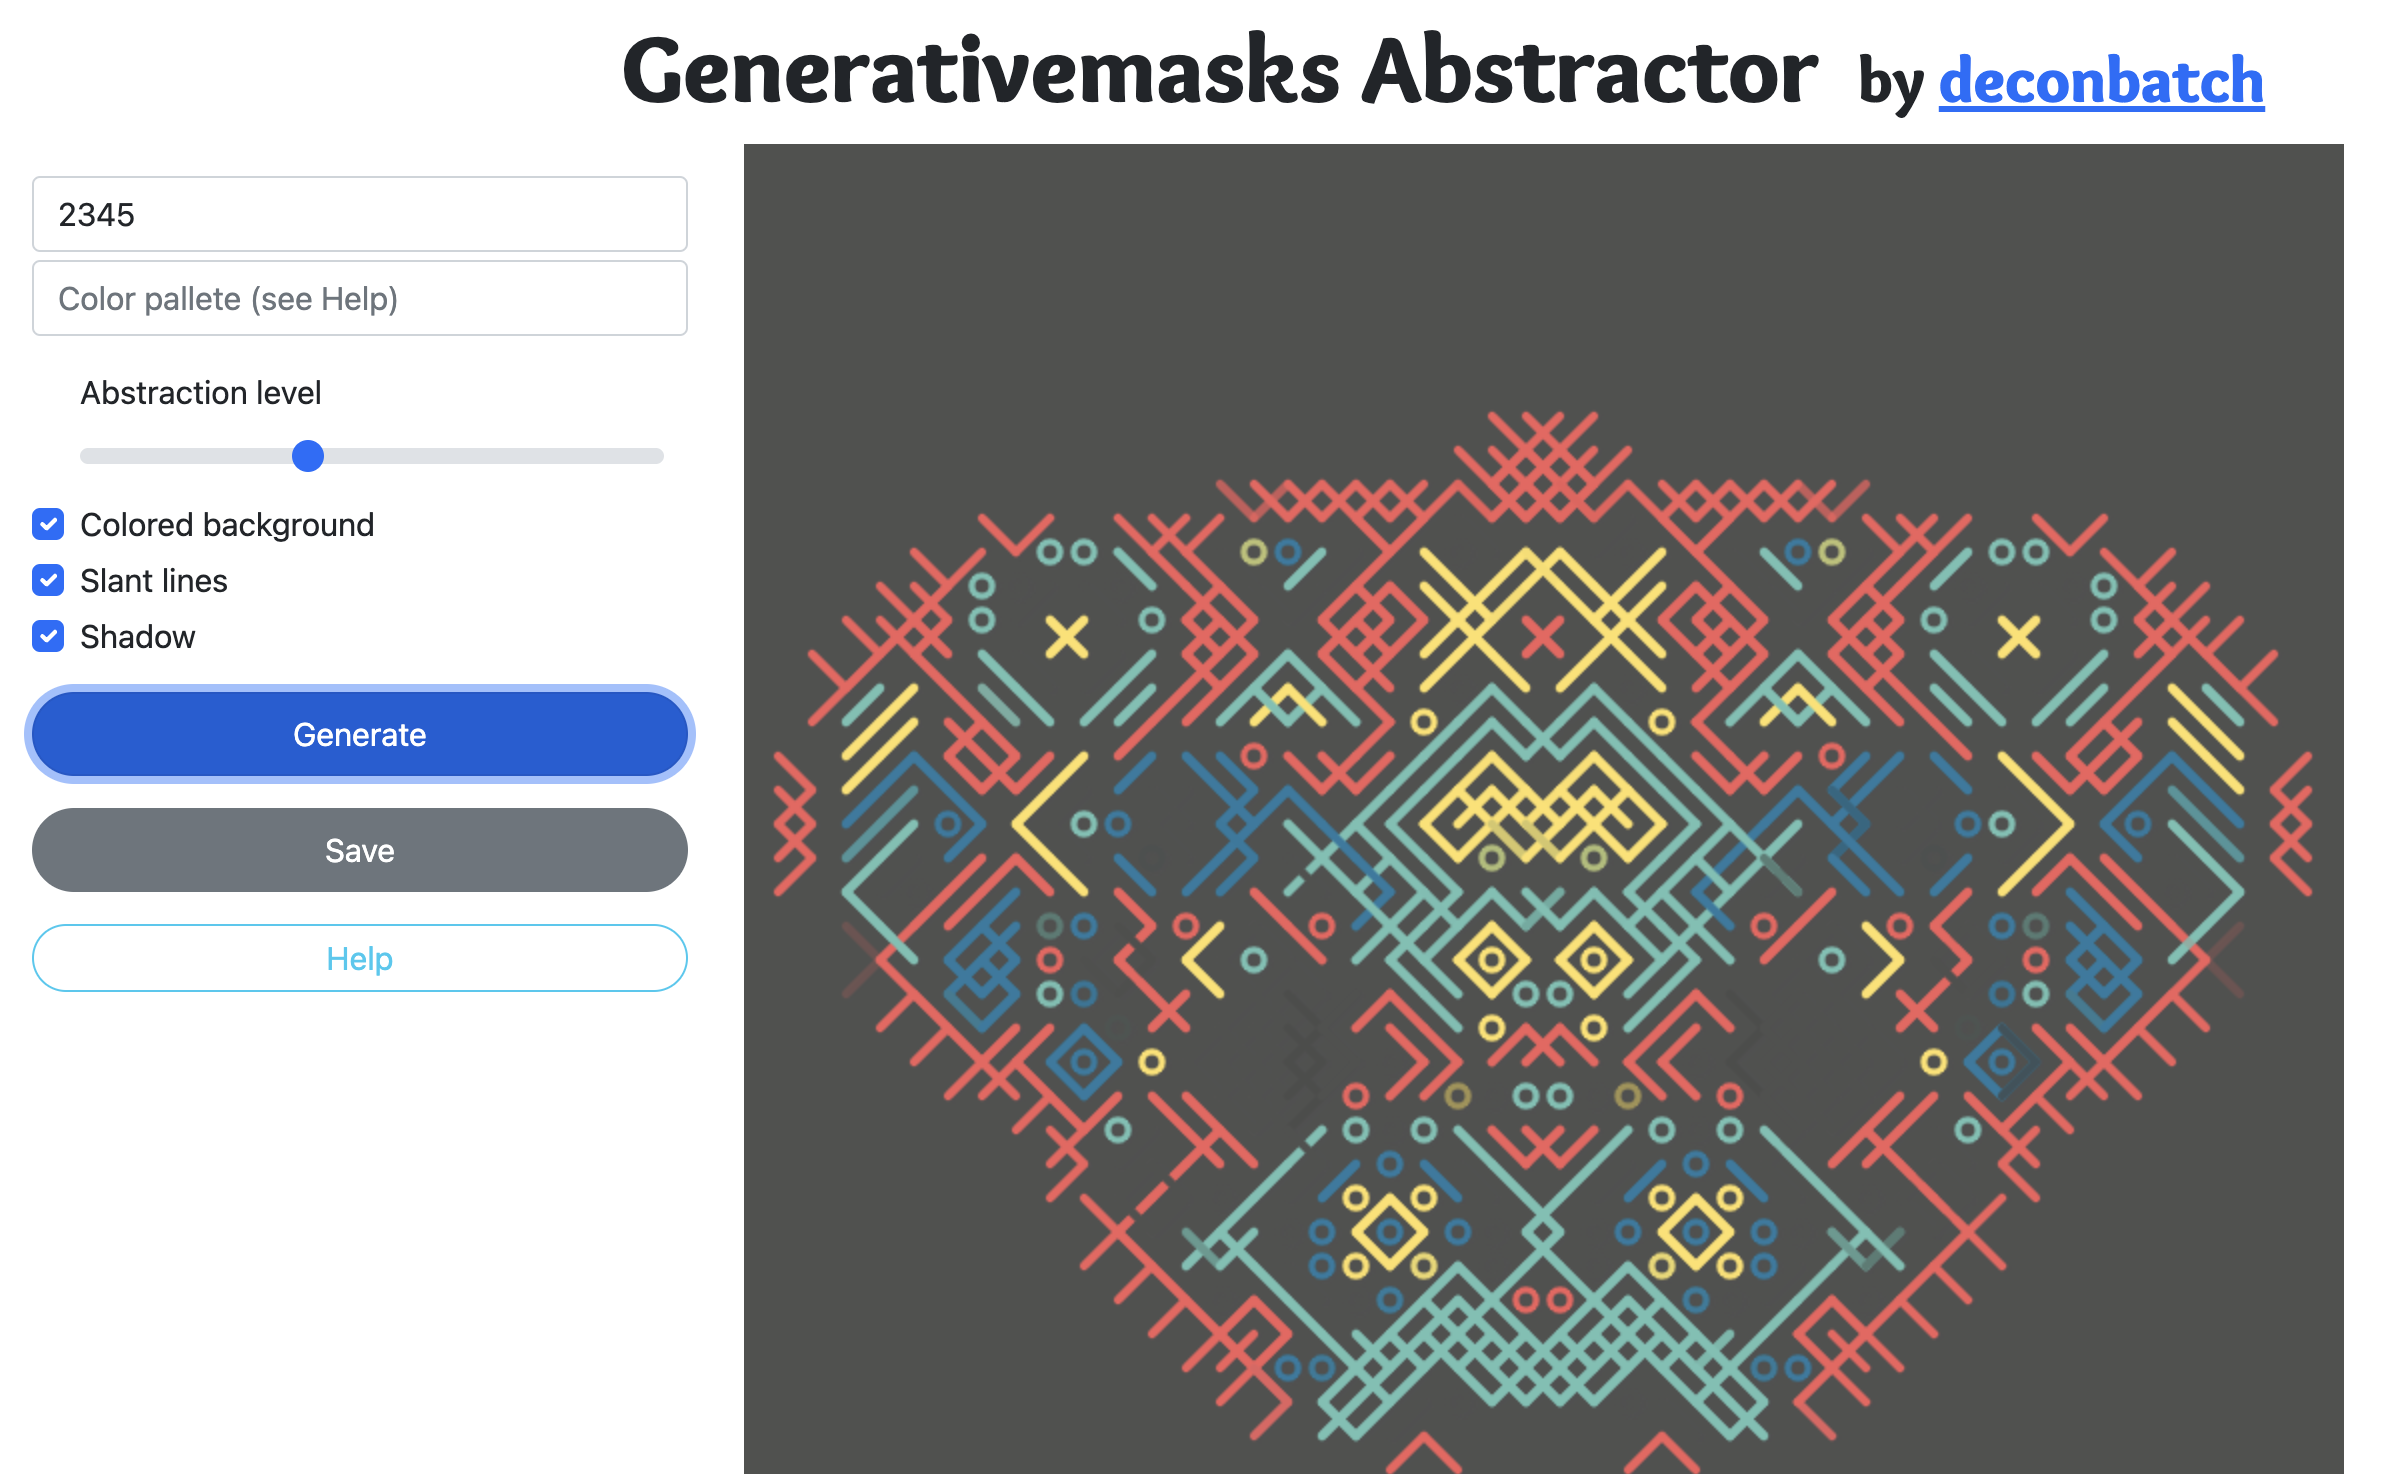 Generativemasks Abstractor by deconbatch
2345
Color pallete (see Help)
Abstraction level
Colored background
Slant lines
Shadow
Generate
Save
Help